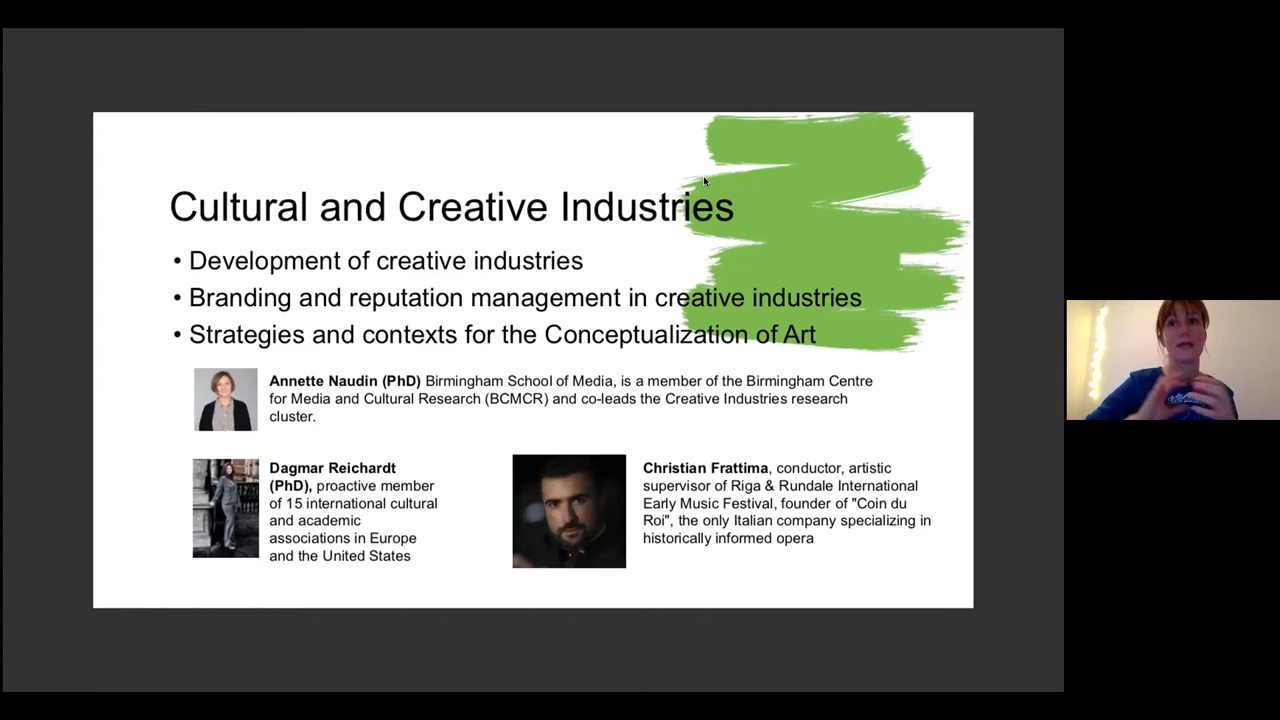 Cultural and Creative Industries
• Development of creative industries
• Branding and reputation management in creative industries
• Strategies and contexts for the Conceptualization of Art
Annette Naudin (PhD) Birmingham School of Media, is a member of the Birmingham Centre
for Media and Cultural Research (BCMCR) and co-leads the Creative Industries research
cluster.
Dagmar Reichardt
(PhD), proactive member
of 15 international cultural
and academic
associations in Europe
and the United States
Christian Frattima, conductor, artistic
supervisor of Riga & Rundale International
Early Music Festival, founder of "Coin du
Roi", the only Italian company specializing in
historically informed opera